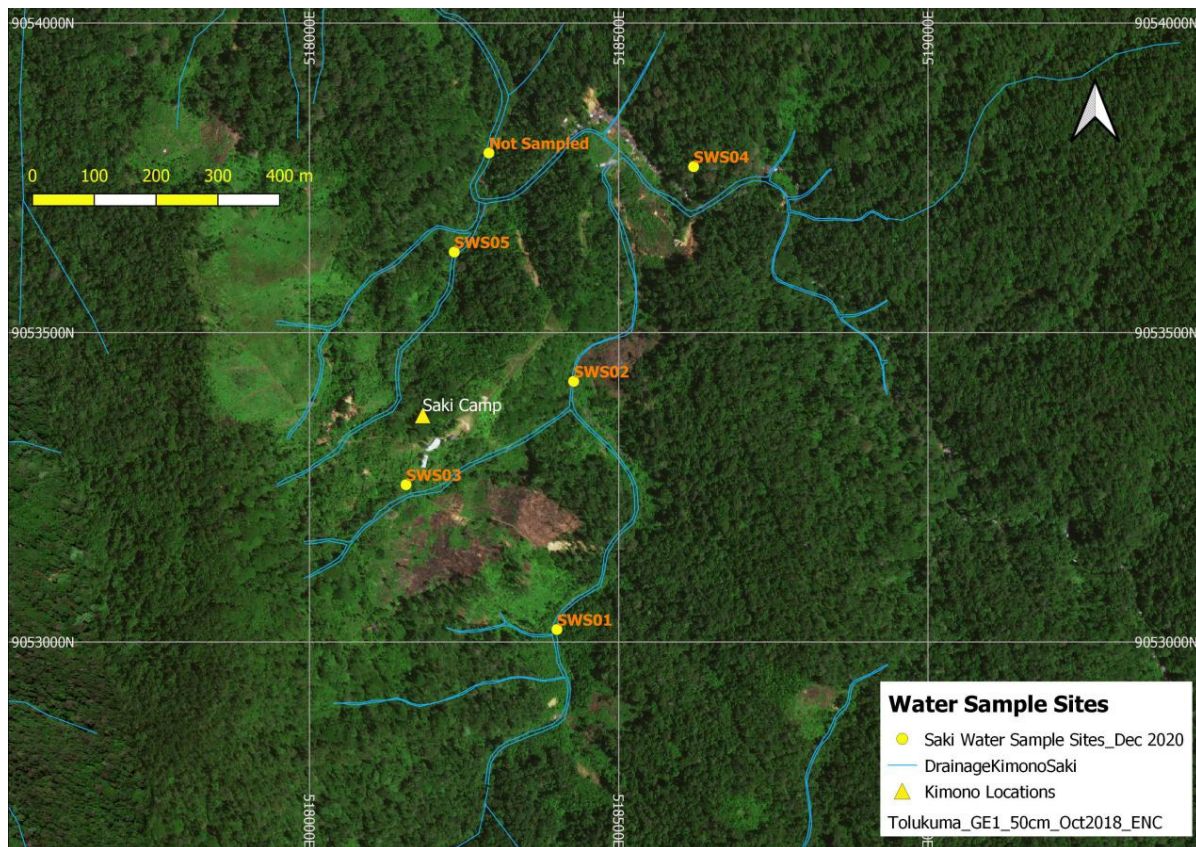 518000E
518500E
519000E
9054000N
9054000N
Not Sampled
SWS04
0 100 200 300 400 m
SWS05
9053500N
9053500N
SWS02
Saki Camp
SWS03
SWS01
9053000N
9053000N
518000E
518500E
Water Sample Sites
Saki Water Sample Sites_Dec 2020
DrainageKimonoSaki
Kimono Locations
Tolukuma_GE1_50cm_Oct2018_ENC